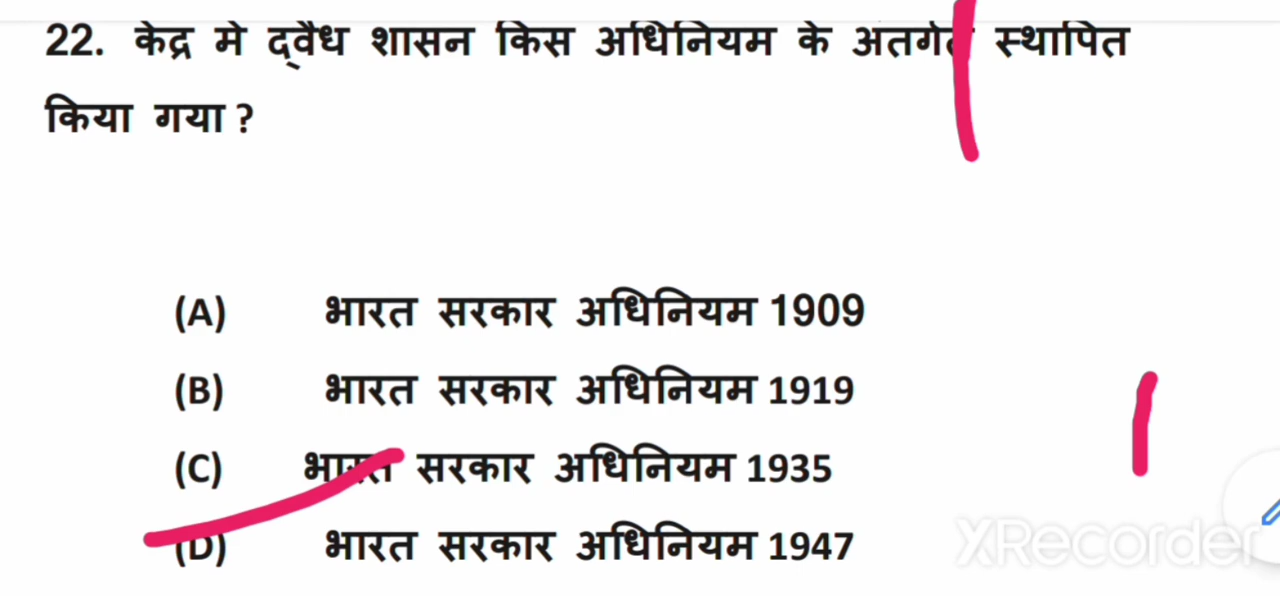 22. केद्र मे द्वैध शासन किस अधिनियम के अतर्गत स्थापित
किया गया ?
(A) भारत सरकार अधिनियम 1909
(B) भारत सरकार अधिनियम 1919
(C) भारत सरकार अधिनियम 1935
(D) भारत सरकार अधिनियम 1947
XRecorder